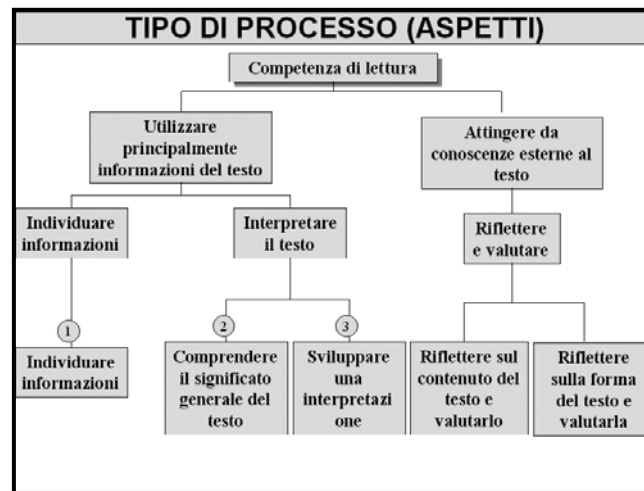 TIPO DI PROCESSO (ASPETTI)
Competenza di lettura
Utilizzare
principalmente
informazioni del testo
Attingere da
conoscenze esterne al
testo
Individuare
informazioni
Interpretare
il testo
Riflettere
e valutare
1
2
3
Individuare
informazioni
Comprendere
il significato
generale del
testo
Sviluppare
una
interpretazi
one
Riflettere sul
contenuto del
testo e
valutarlo
Riflettere
sulla forma
del testo e
valutarla